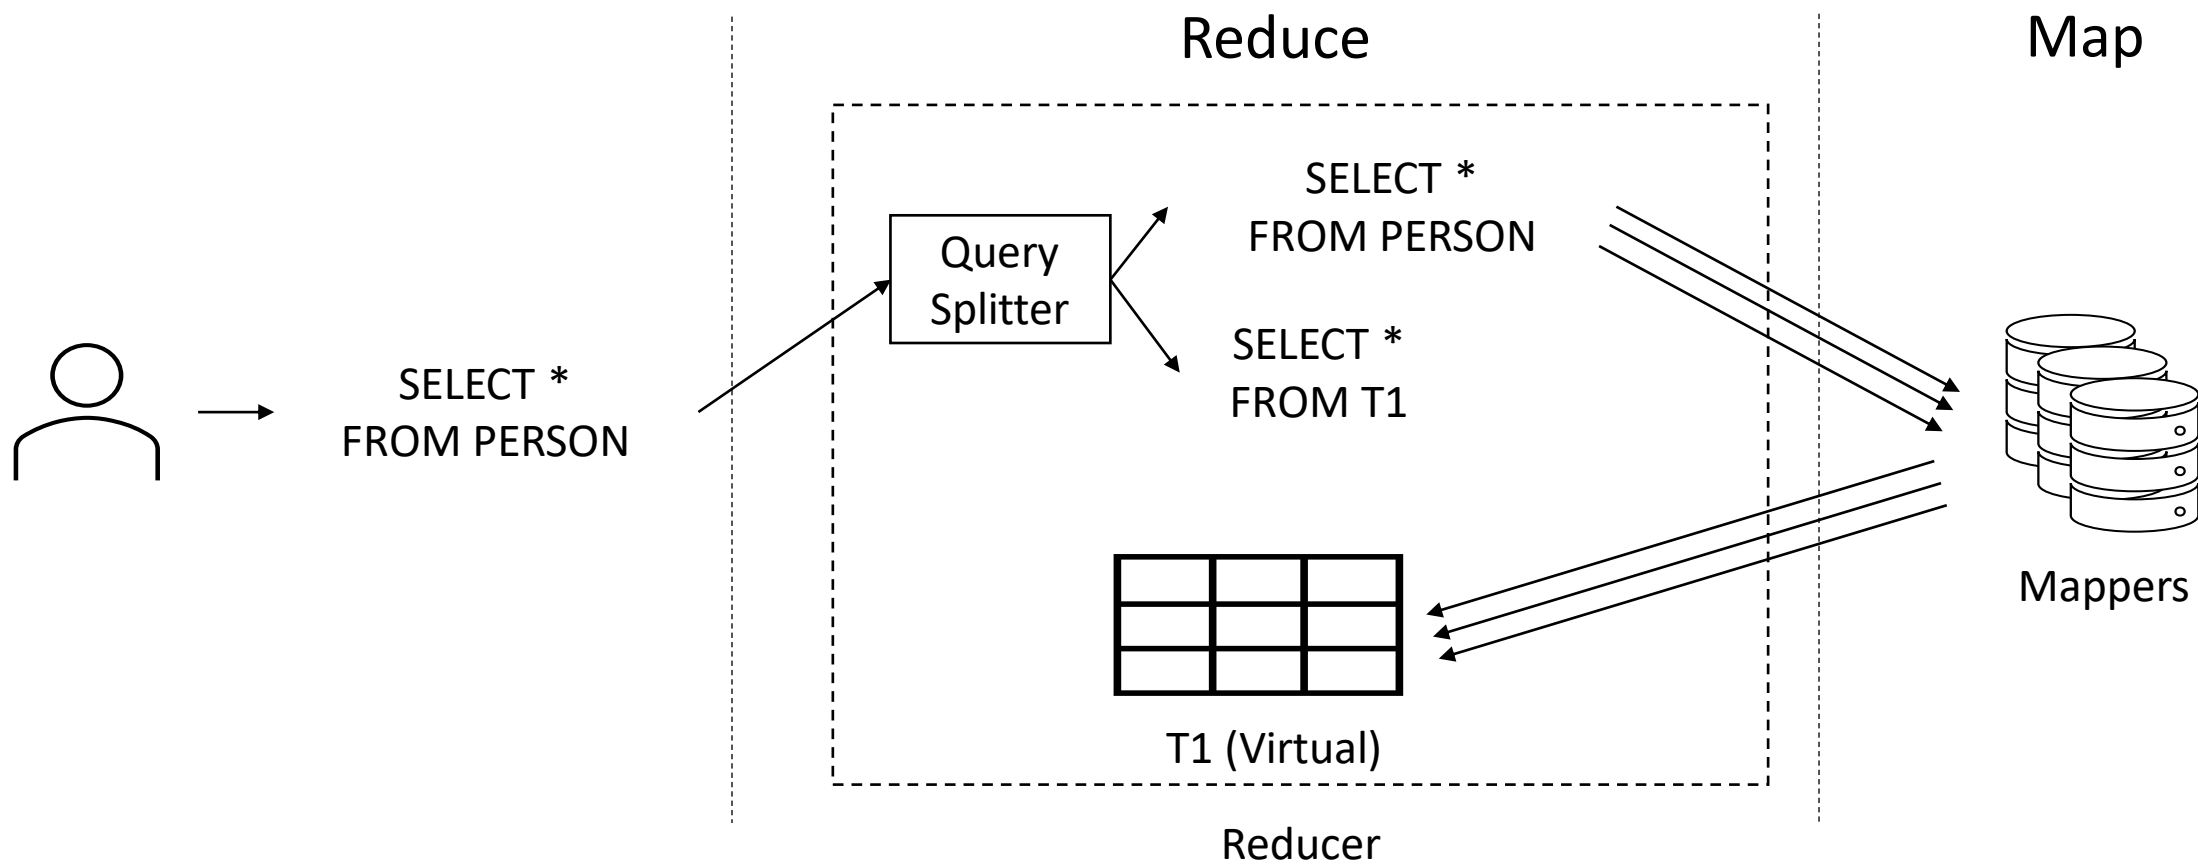 Reduce
Map
SELECT *
FROM PERSON
Query
Splitter
SELECT *
FROM PERSON
SELECT *
FROM T1
T1 (Virtual)
Reducer
Mappers